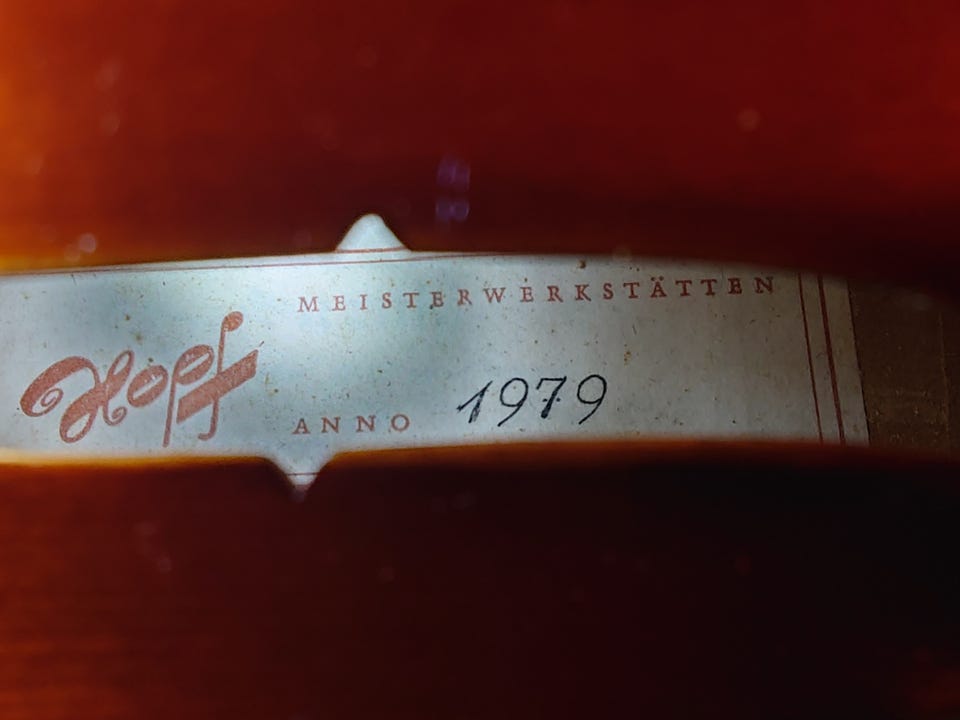 MEISTERWERKSTÄTTEN
Hopf
ANNO 1979